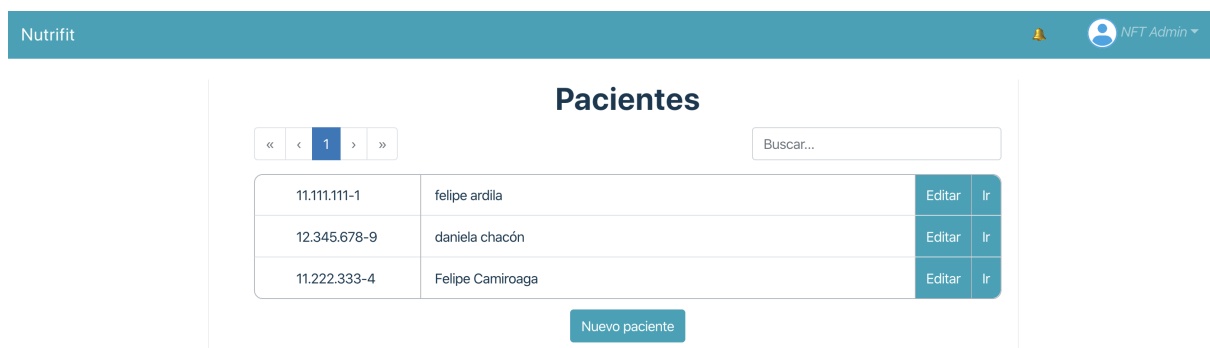 Nutrifit NFT Admin
Pacientes
« ‹ 1 › » Buscar...
11.111.111-1 felipe ardila Editar Ir
12.345.678-9 daniela chacón Editar Ir
11.222.333-4 Felipe Camiroaga Editar Ir
Nuevo paciente